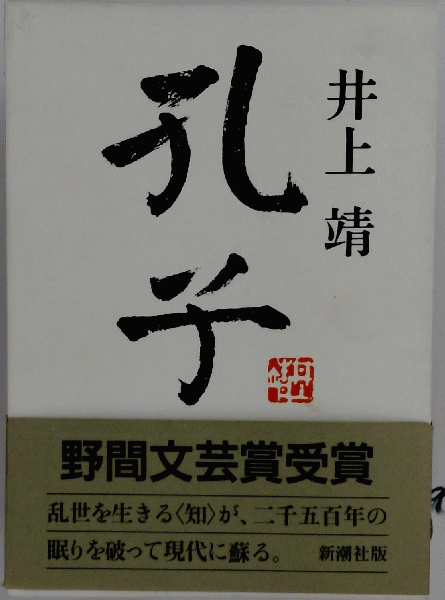 孔子
井上 靖
野間文芸賞受賞
乱世を生きる〈知〉が、二千五百年の
眠りを破って現代に蘇る。 新潮社版